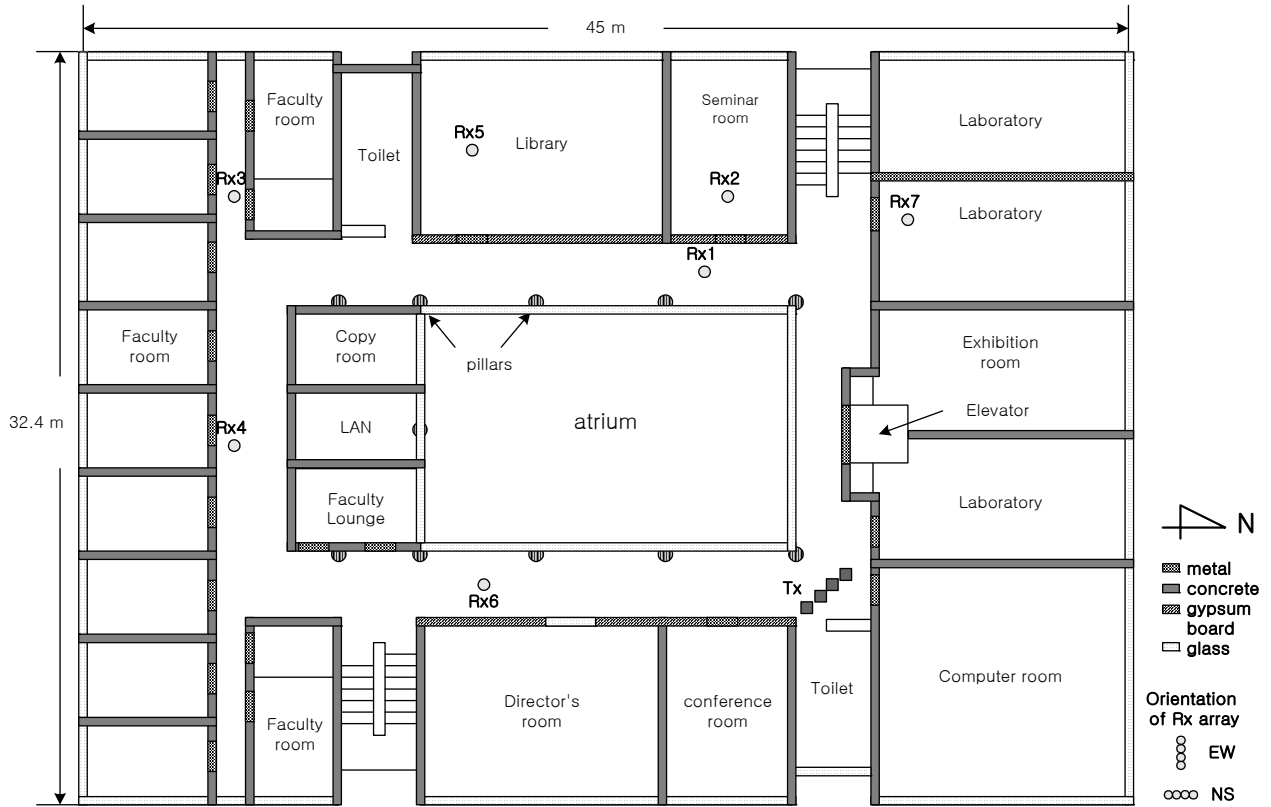 45 m
Faculty
room
Seminar
room
Rx5
Library
Laboratory
Toilet
Rx3
Rx2
Rx7
Laboratory
Rx1
Faculty
room
Copy
room
pillars
Exhibition
room
Elevator
32.4 m
Rx4
LAN
atrium
Faculty
Lounge
Laboratory
N
metal
concrete
gypsum
board
glass
Tx
Rx6
Faculty
room
Director's
room
conference
room
Toilet
Computer room
Orientation
of Rx array
EW
NS